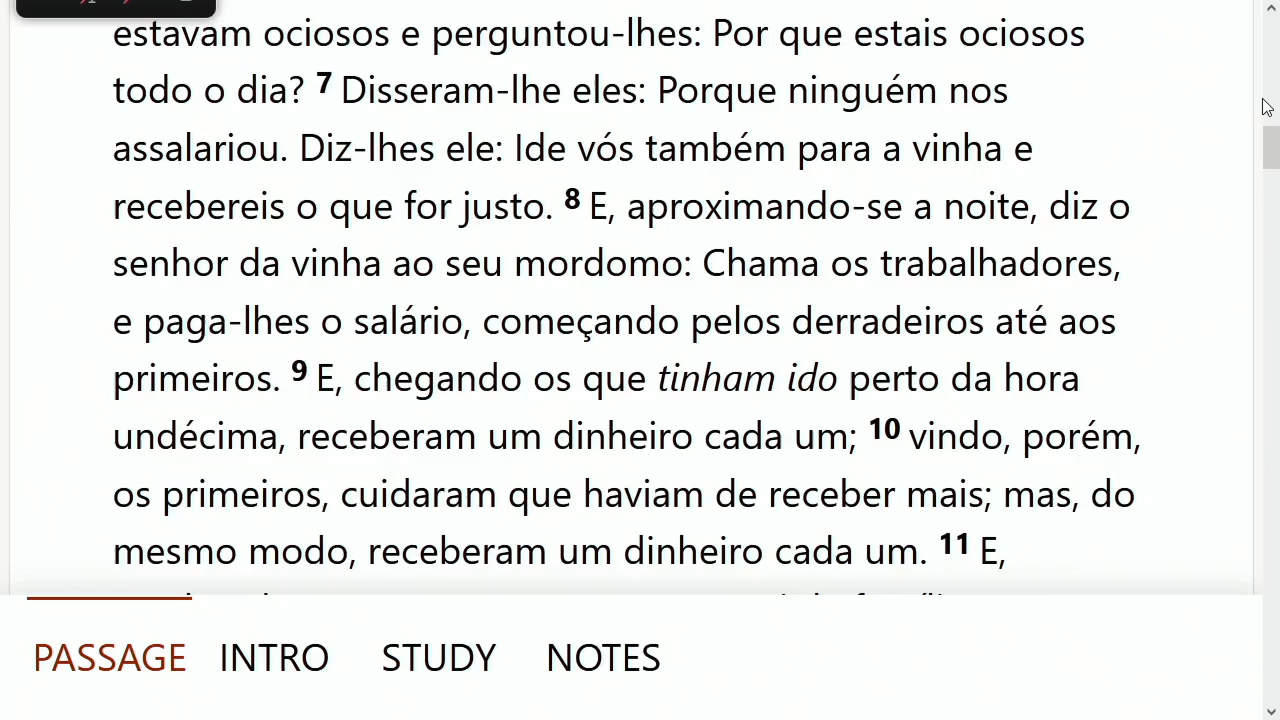 estavam ociosos e perguntou-lhes: Por que estais ociosos
todo o dia? 7 Disseram-lhe eles: Porque ninguém nos
assalariou. Diz-lhes ele: Ide vós também para a vinha e
recebereis o que for justo. 8 E, aproximando-se a noite, diz o
senhor da vinha ao seu mordomo: Chama os trabalhadores,
e paga-lhes o salário, começando pelos derradeiros até aos
primeiros. 9 E, chegando os que tinham ido perto da hora
undécima, receberam um dinheiro cada um; 10 vindo, porém,
os primeiros, cuidaram que haviam de receber mais; mas, do
mesmo modo, receberam um dinheiro cada um. 11 E,
PASSAGE INTRO STUDY NOTES